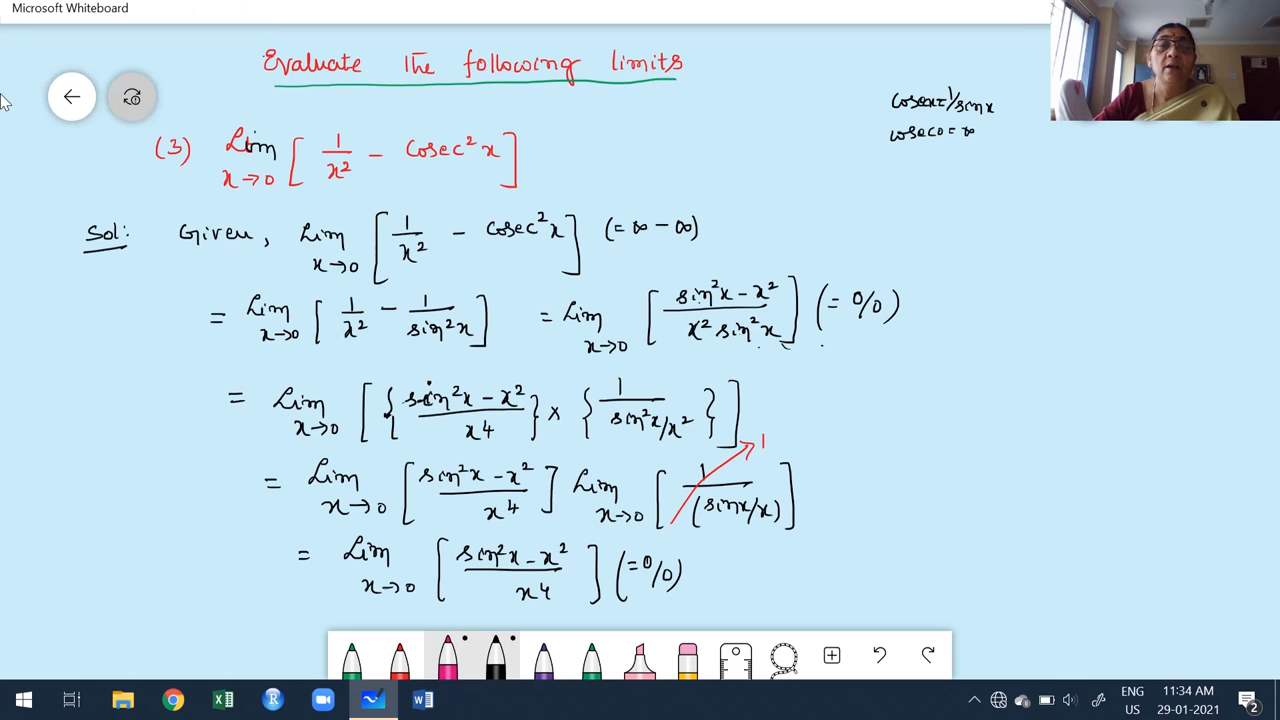 Microsoft Whiteboard
Evaluate The following limits
cosecx=1/sinx
cosec0=∞
(3) Lim x→0 [1/x² - cosec²x]
Sol: Given, Lim x→0 [1/x² - cosec²x] (=∞-∞)
= Lim x→0 [1/x² - 1/sin²x] = Lim x→0 [sin²x-x²/x² sin²x] (=0/0)
= Lim x→0 [{sin²x-x²/x⁴} × {1/sin²x/x²}]
= Lim x→0 [sin²x-x²/x⁴] Lim x→0 [1/(sinx/x)] 1
= Lim x→0 [sin²x-x²/x⁴] (=0/0)
ENG US
11:34 AM
29-01-2021
2